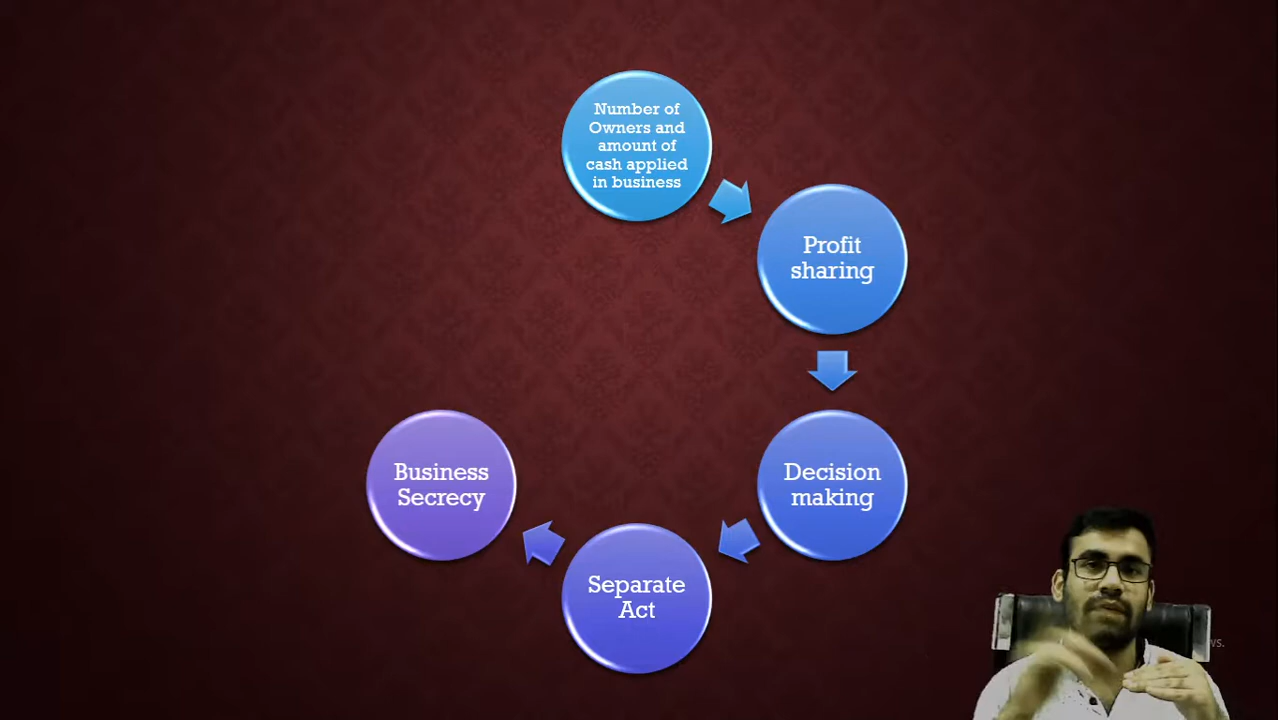 Number of
Owners and
amount of
cash applied
in business
Profit
sharing
Decision
making
Separate
Act
Business
Secrecy